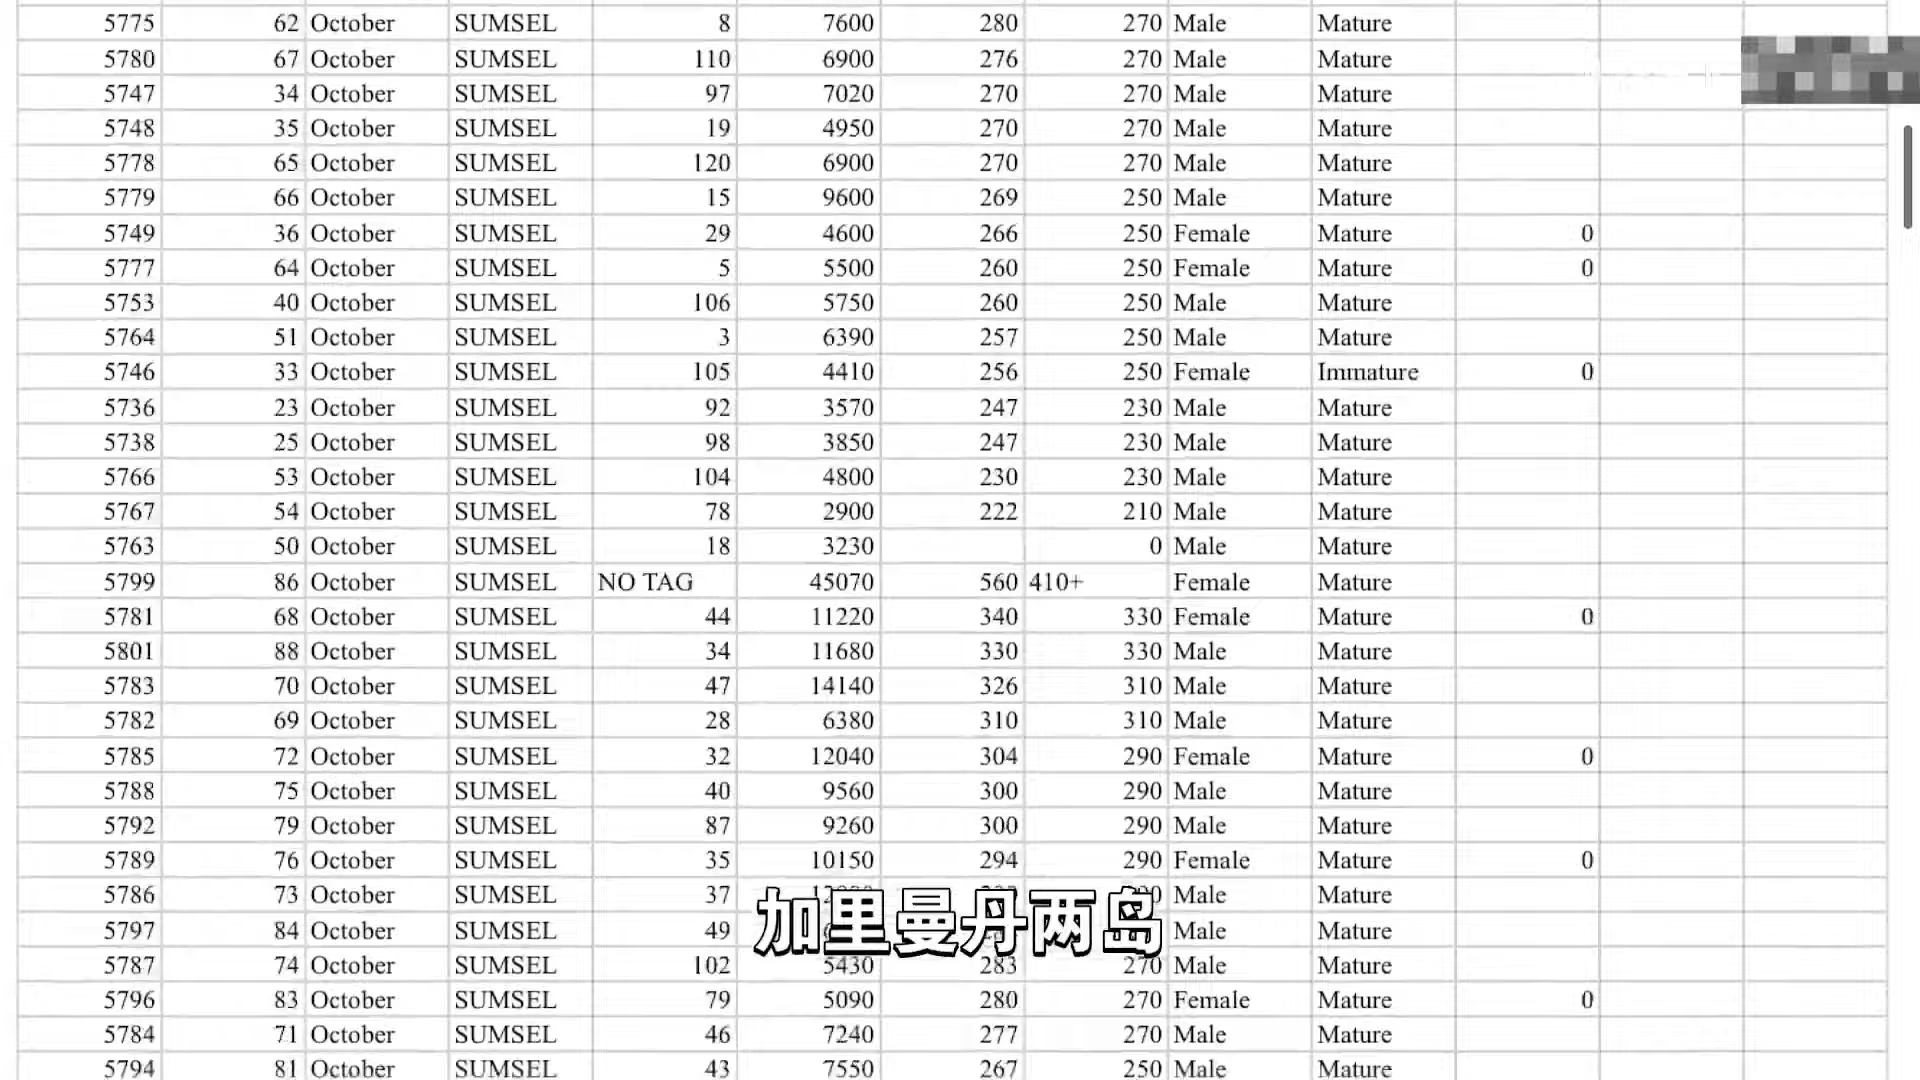 5775 62 October SUMSEL 8 7600 280 270 Male Mature
5780 67 October SUMSEL 110 6900 276 270 Male Mature
5747 34 October SUMSEL 97 7020 270 270 Male Mature
5748 35 October SUMSEL 19 4950 270 270 Male Mature
5778 65 October SUMSEL 120 6900 270 270 Male Mature
5779 66 October SUMSEL 15 9600 269 250 Male Mature
5749 36 October SUMSEL 29 4600 266 250 Female Mature 0
5777 64 October SUMSEL 5 5500 260 250 Female Mature 0
5753 40 October SUMSEL 106 5750 260 250 Male Mature
5764 51 October SUMSEL 3 6390 257 250 Male Mature
5746 33 October SUMSEL 105 4410 256 250 Female Immature 0
5736 23 October SUMSEL 92 3570 247 230 Male Mature
5738 25 October SUMSEL 98 3850 247 230 Male Mature
5766 53 October SUMSEL 104 4800 230 230 Male Mature
5767 54 October SUMSEL 78 2900 222 210 Male Mature
5763 50 October SUMSEL 18 3230 0 Male Mature
5799 86 October SUMSEL NO TAG 45070 560 410+ Female Mature
5781 68 October SUMSEL 44 11220 340 330 Female Mature 0
5801 88 October SUMSEL 34 11680 330 330 Male Mature
5783 70 October SUMSEL 47 14140 326 310 Male Mature
5782 69 October SUMSEL 28 6380 310 310 Male Mature
5785 72 October SUMSEL 32 12040 304 290 Female Mature 0
5788 75 October SUMSEL 40 9560 300 290 Male Mature
5792 79 October SUMSEL 87 9260 300 290 Male Mature
5789 76 October SUMSEL 35 10150 294 290 Female Mature 0
5786 73 October SUMSEL 37 Male Mature
5797 84 October SUMSEL 49 Male Mature
加里曼丹两岛
5787 74 October SUMSEL 102 5430 283 270 Male Mature
5796 83 October SUMSEL 79 5090 280 270 Female Mature 0
5784 71 October SUMSEL 46 7240 277 270 Male Mature
5794 81 October SUMSEL 43 7550 267 250 Male Mature